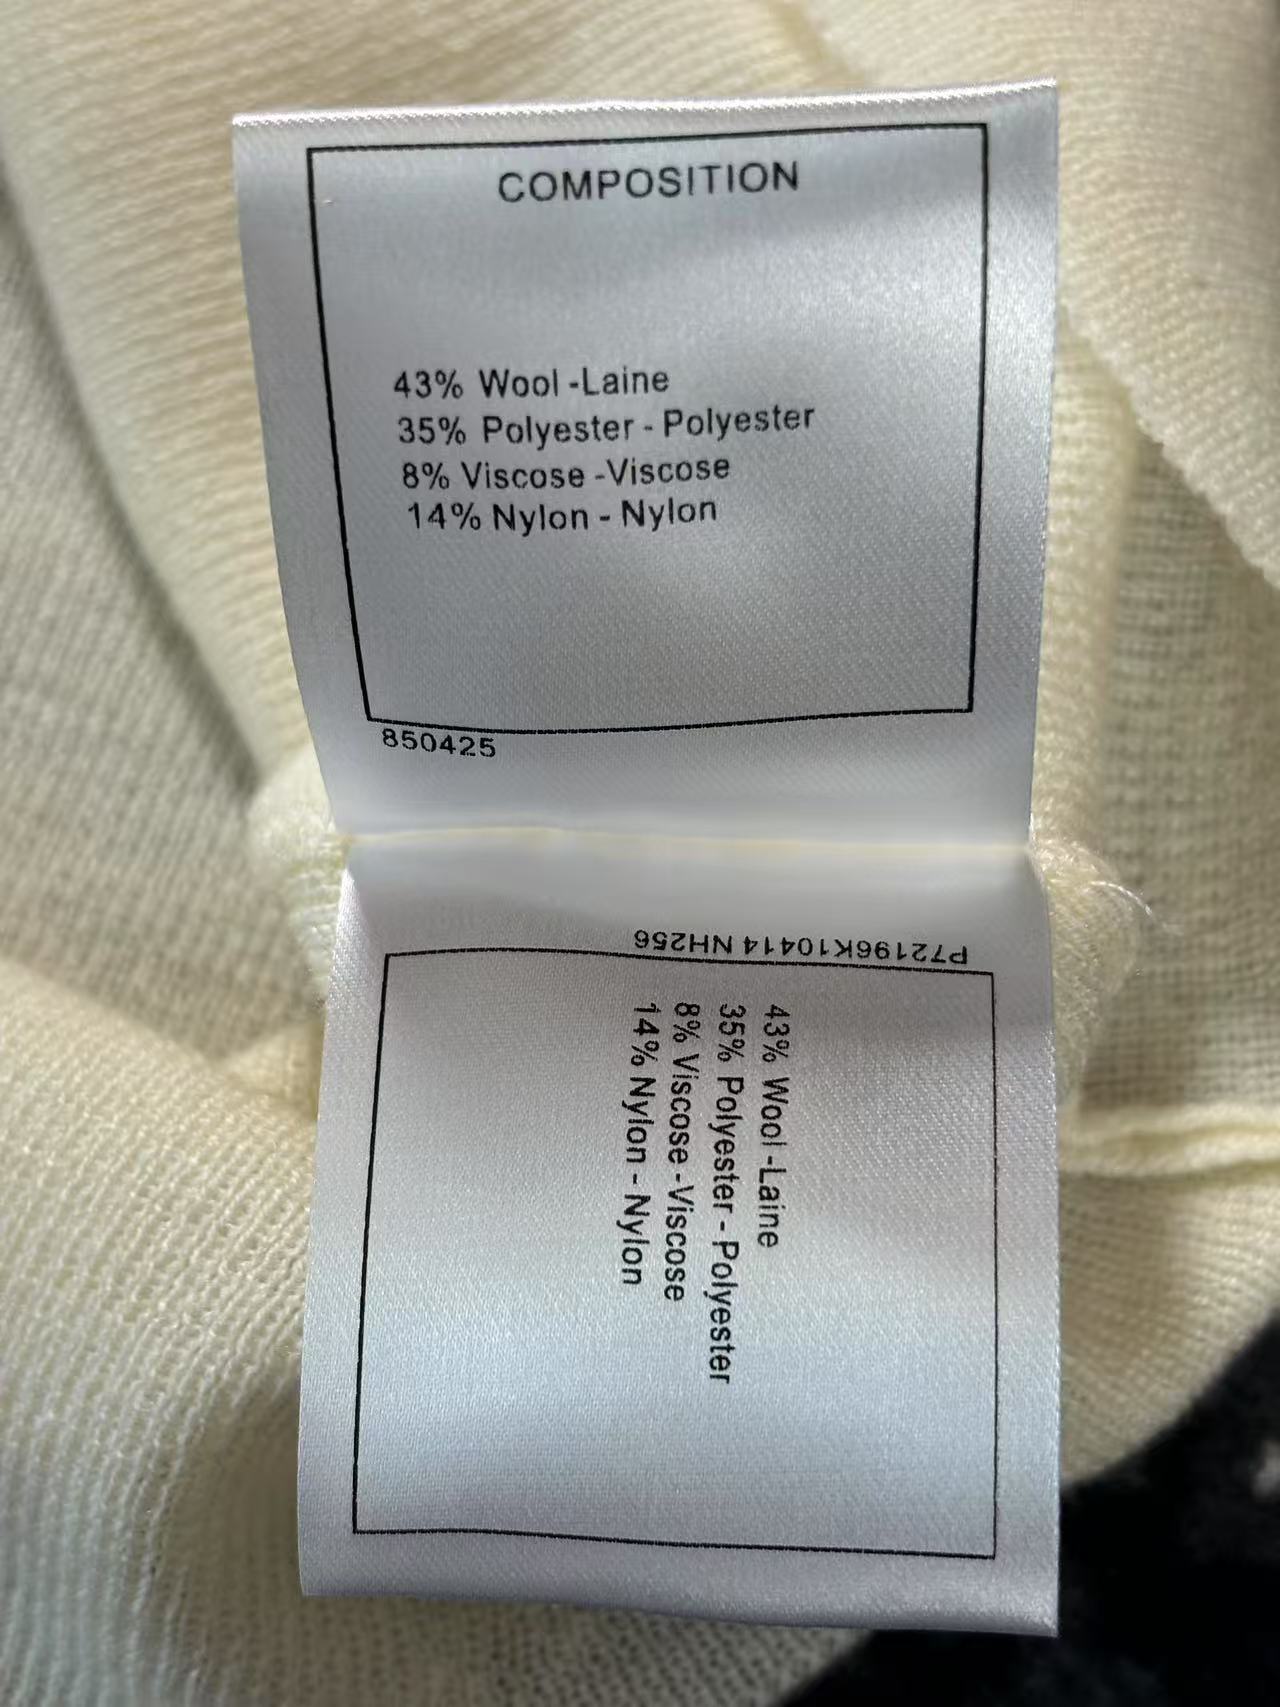 COMPOSITION
43% Wool -Laine
35% Polyester - Polyester
8% Viscose -Viscose
14% Nylon - Nylon
850425
P72196K10414 NH256
43% Wool -Laine
35% Polyester - Polyester
8% Viscose -Viscose
14% Nylon - Nylon